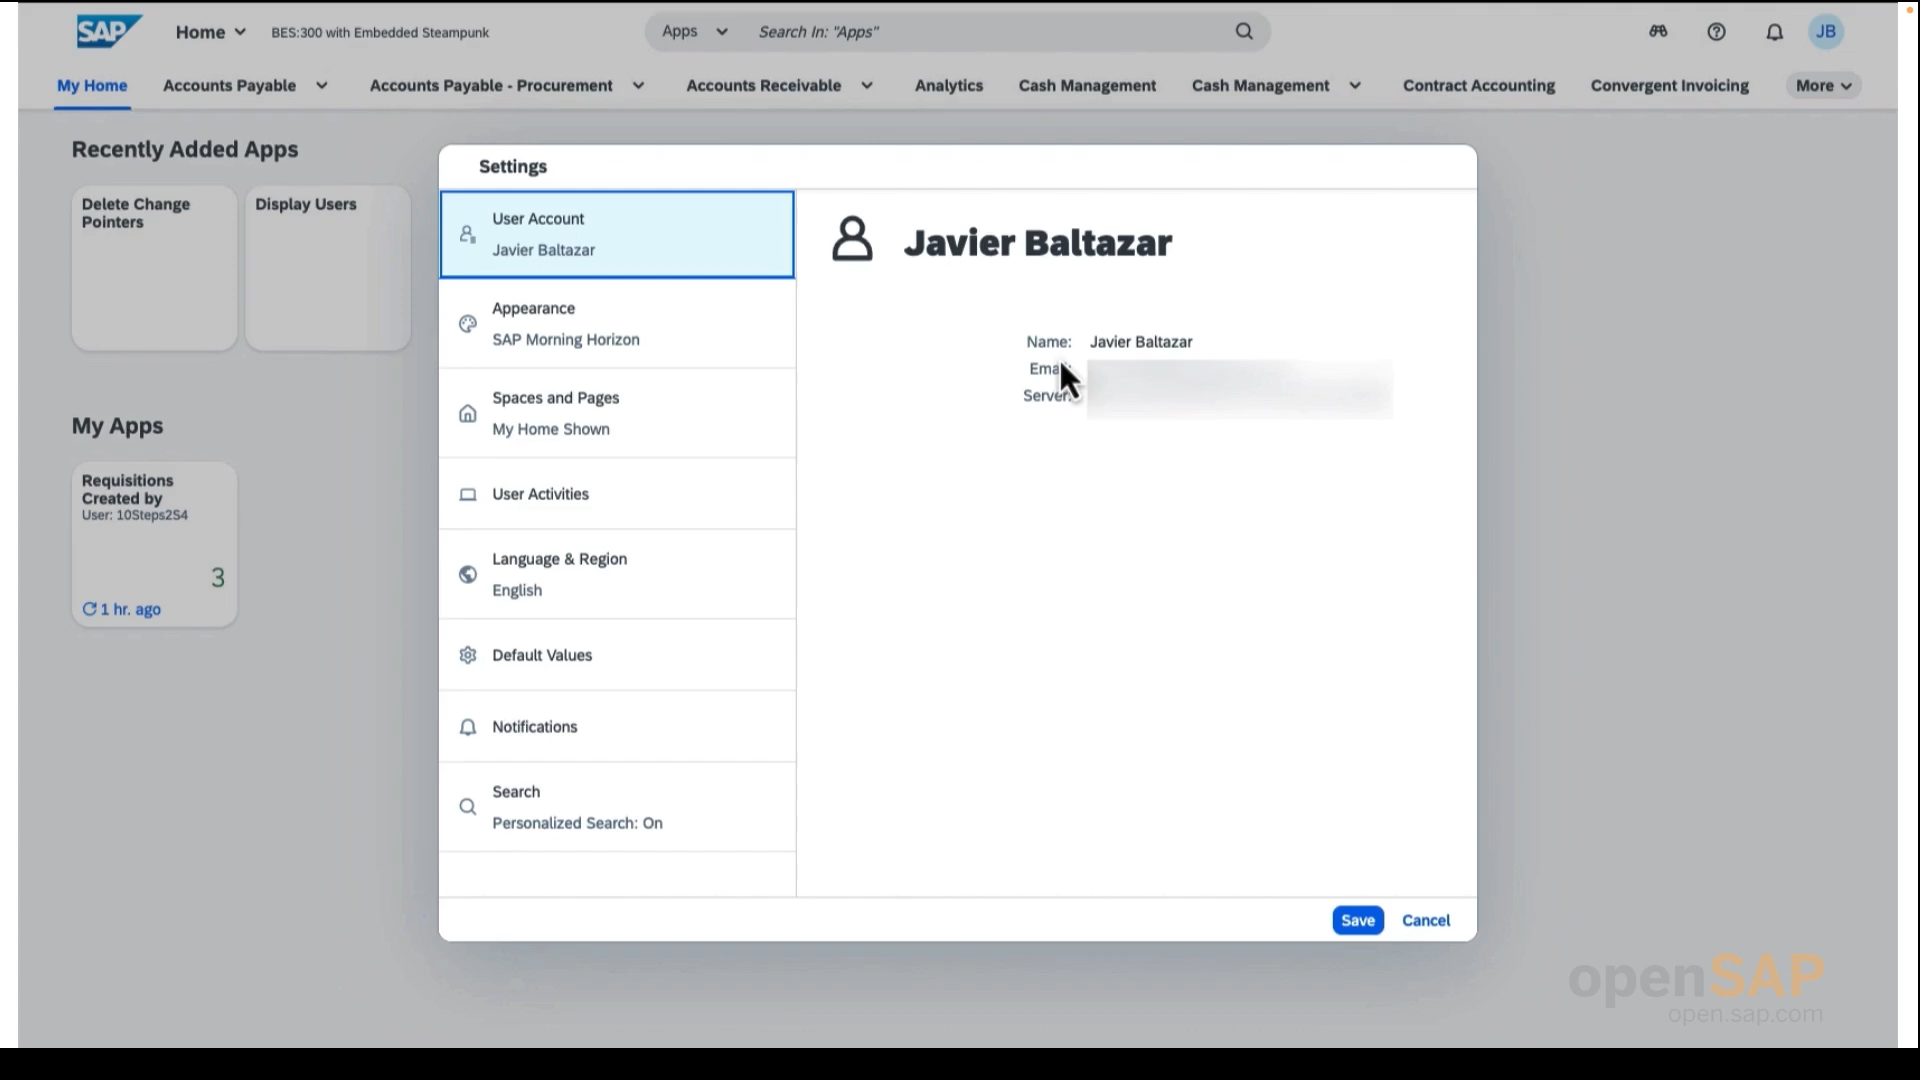 SAP
Home
BES:300 with Embedded Steampunk
Apps
Search In: "Apps"
JB
My Home
Accounts Payable
Accounts Payable - Procurement
Accounts Receivable
Analytics
Cash Management
Cash Management
Contract Accounting
Convergent Invoicing
More
Recently Added Apps
Delete Change
Pointers
Display Users
My Apps
Requisitions
Created by
User: 10Steps2S4
3
1 hr. ago
Settings
User Account
Javier Baltazar
Appearance
SAP Morning Horizon
Spaces and Pages
My Home Shown
User Activities
Language & Region
English
Default Values
Notifications
Search
Personalized Search: On
Javier Baltazar
Name: Javier Baltazar
Server:
Save
Cancel
openSAP
open.sap.com